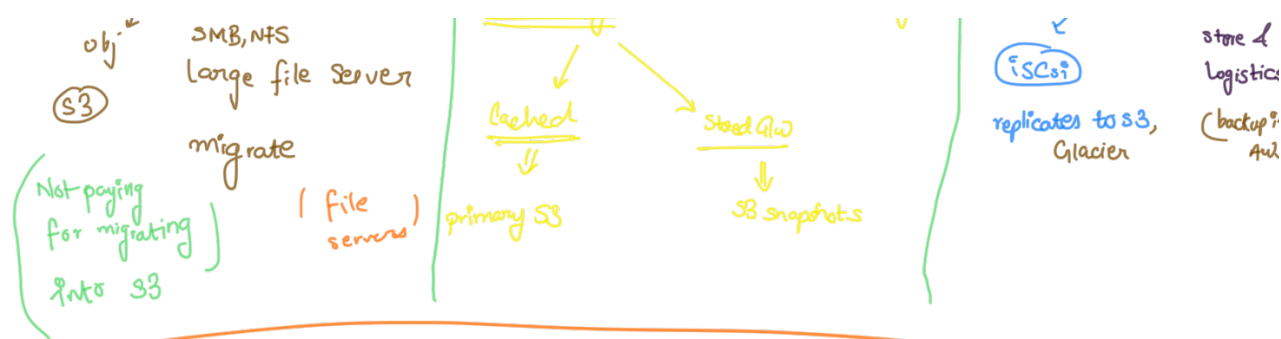 obj
SMB, NFS
large file server
S3
migrate
Not paying
for migrating
into S3
( file
servers )
Cached
Stored G/w
primary S3
S3 snapshots
iSCSi
replicates to S3,
Glacier
store &
logistics
(backup i